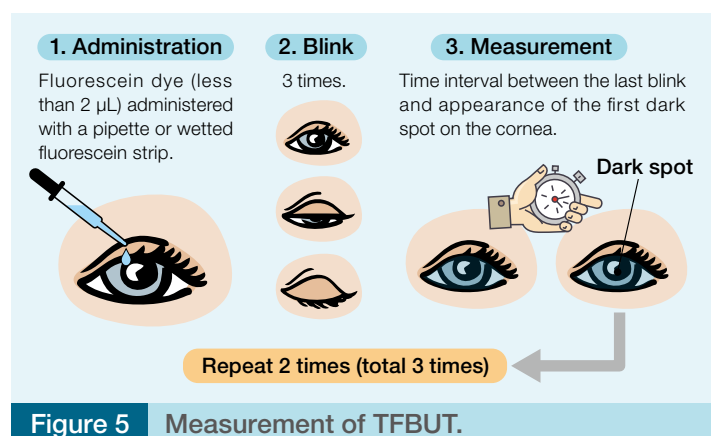 1. Administration
Fluorescein dye (less
than 2 μL) administered
with a pipette or wetted
fluorescein strip.
2. Blink
3 times.
3. Measurement
Time interval between the last blink
and appearance of the first dark
spot on the cornea.
Dark spot
Repeat 2 times (total 3 times)
Figure 5 Measurement of TFBUT.